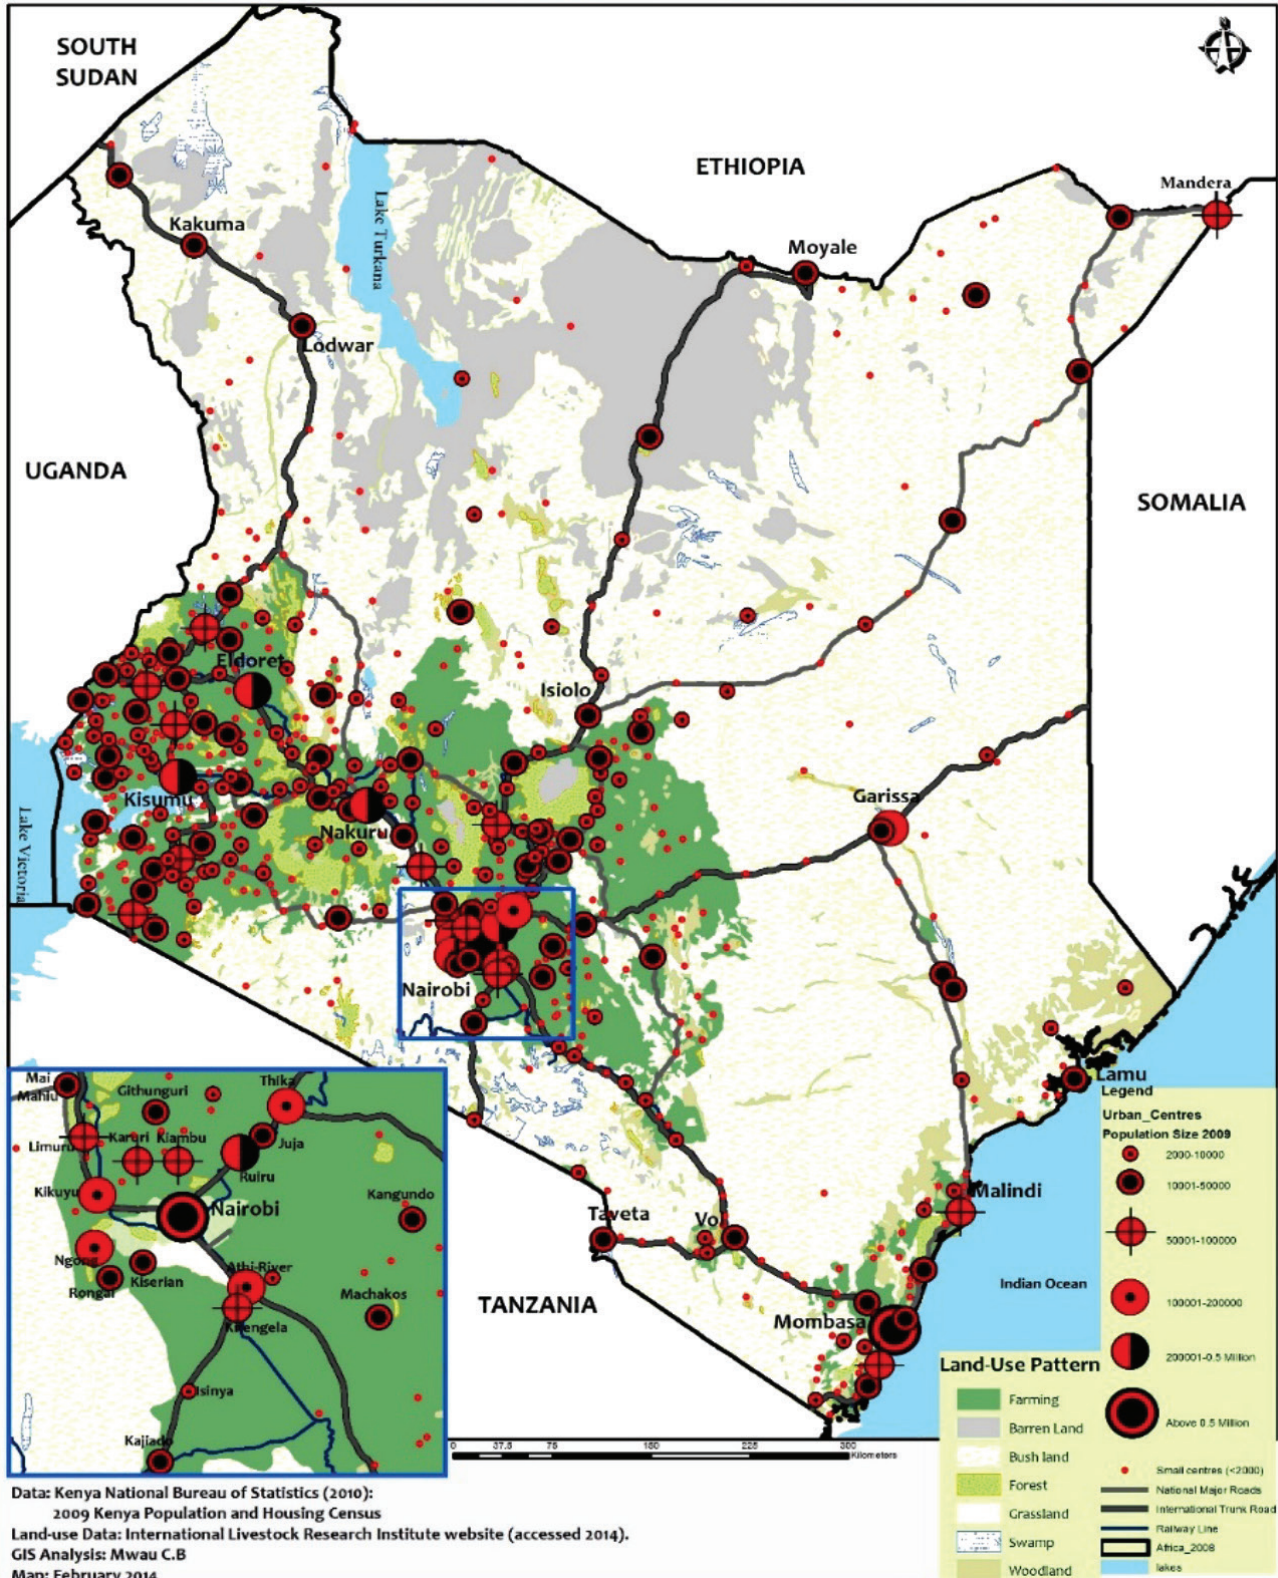 SOUTH
SUDAN
ETHIOPIA
Mandera
Moyale
Kakuma
Lake Turkana
Lodwar
UGANDA
SOMALIA
Eldoret
Isiolo
Kisumu
Garissa
Nakuru
Lake Victoria
Nairobi
Lamu
Malindi
Taveta
Vo
Indian Ocean
TANZANIA
Mombasa
Mai
Mahiu
Githunguri
Thika
Limuru
Karuri
Kiambu
Juja
Ruiru
Kikuyu
Nairobi
Kangundo
Ngong
Kiserian
Rongai
Athi-River
Machakos
Kitengela
Isinya
Kajiado
Legend
Urban_Centres
Population Size 2009
2000-10000
10001-50000
50001-100000
100001-200000
200001-0.5 Million
Above 0.5 Million
Small centres (<2000)
National Major Roads
International Trunk Road
Railway Line
Africa_2008
lakes
Land-Use Pattern
Farming
Barren Land
Bush land
Forest
Grassland
Swamp
Woodland
0 37.5 75 150 225 300
Kilometers
Data: Kenya National Bureau of Statistics (2010):
2009 Kenya Population and Housing Census
Land-use Data: International Livestock Research Institute website (accessed 2014).
GIS Analysis: Mwau C.B
Map: February 2014